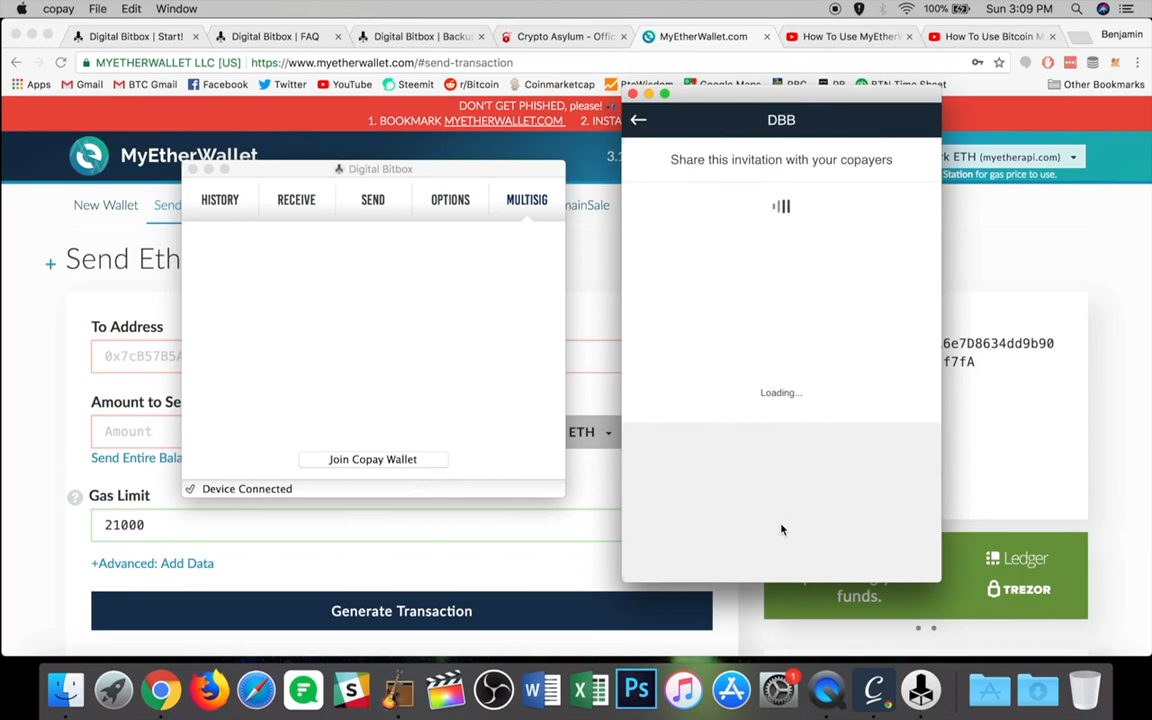 copay File Edit Window 100% Sun 3:09 PM
Digital Bitbox | Start! × Digital Bitbox | FAQ × Digital Bitbox | Backu × Crypto Asylum - Offic × MyEtherWallet.com × How To Use MyEther × How To Use Bitcoin M × Benjamin
MYETHERWALLET LLC [US] https://www.myetherwallet.com/#send-transaction
Apps Gmail BTC Gmail Facebook Twitter YouTube Steemit r/Bitcoin Coinmarketcap Other Bookmarks
DON'T GET PHISHED, please!
1. BOOKMARK MYETHERWALLET.COM 2. INSTA
MyEtherWallet 3.1
rk ETH (myetherapi.com)
Station for gas price to use.
New Wallet Send mainSale
+ Send Eth
To Address
0x7cB57B5A
Amount to Se
Amount
ETH
Send Entire Bala
Gas Limit
21000
+Advanced: Add Data
Generate Transaction
Digital Bitbox
HISTORY RECEIVE SEND OPTIONS MULTISIG
Join Copay Wallet
Device Connected
DBB
Share this invitation with your copayers
Loading...
6e7D8634dd9b90
f7fA
Ledger
TREZOR
funds.
W X Ps 1